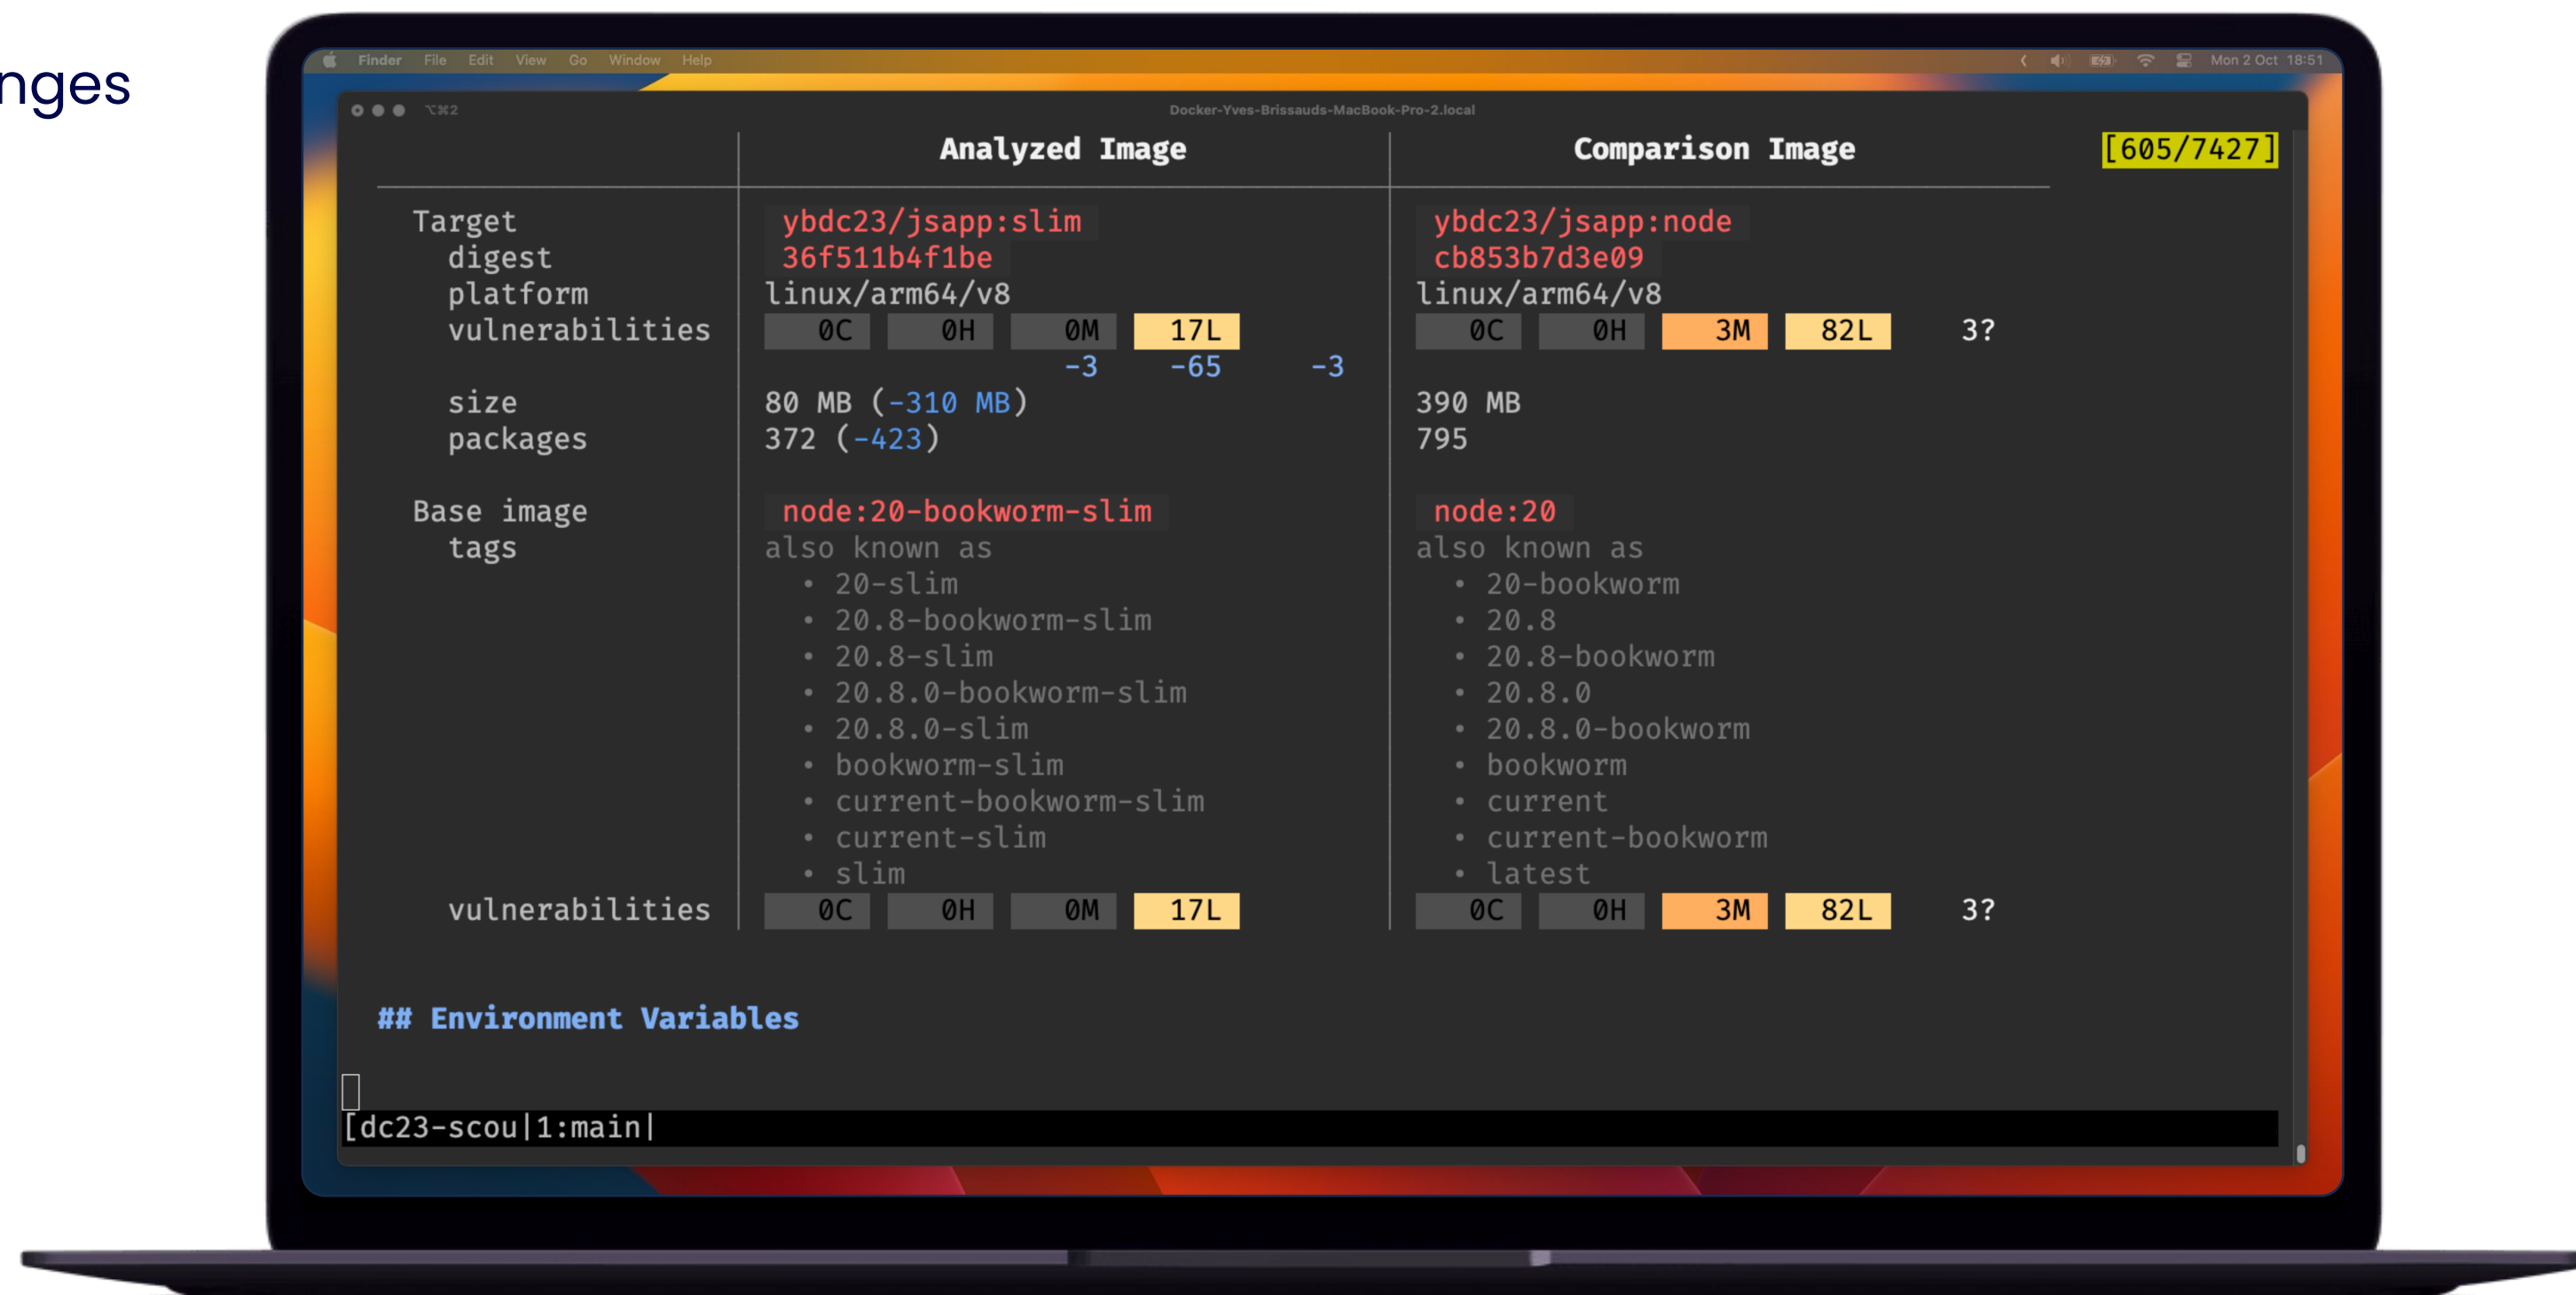 nges
Finder File Edit View Go Window Help Mon 2 Oct 18:51
⌥⌘2 Docker-Yves-Brissauds-MacBook-Pro-2.local
Analyzed Image Comparison Image [605/7427]
Target ybdc23/jsapp:slim ybdc23/jsapp:node
digest 36f511b4f1be cb853b7d3e09
platform linux/arm64/v8 linux/arm64/v8
vulnerabilities 0C 0H 0M 17L 0C 0H 3M 82L 3?
-3 -65 -3
size 80 MB (-310 MB) 390 MB
packages 372 (-423) 795
Base image node:20-bookworm-slim node:20
tags also known as also known as
• 20-slim • 20-bookworm
• 20.8-bookworm-slim • 20.8
• 20.8-slim • 20.8-bookworm
• 20.8.0-bookworm-slim • 20.8.0
• 20.8.0-slim • 20.8.0-bookworm
• bookworm-slim • bookworm
• current-bookworm-slim • current
• current-slim • current-bookworm
• slim • latest
vulnerabilities 0C 0H 0M 17L 0C 0H 3M 82L 3?
## Environment Variables
[dc23-scou|1:main|